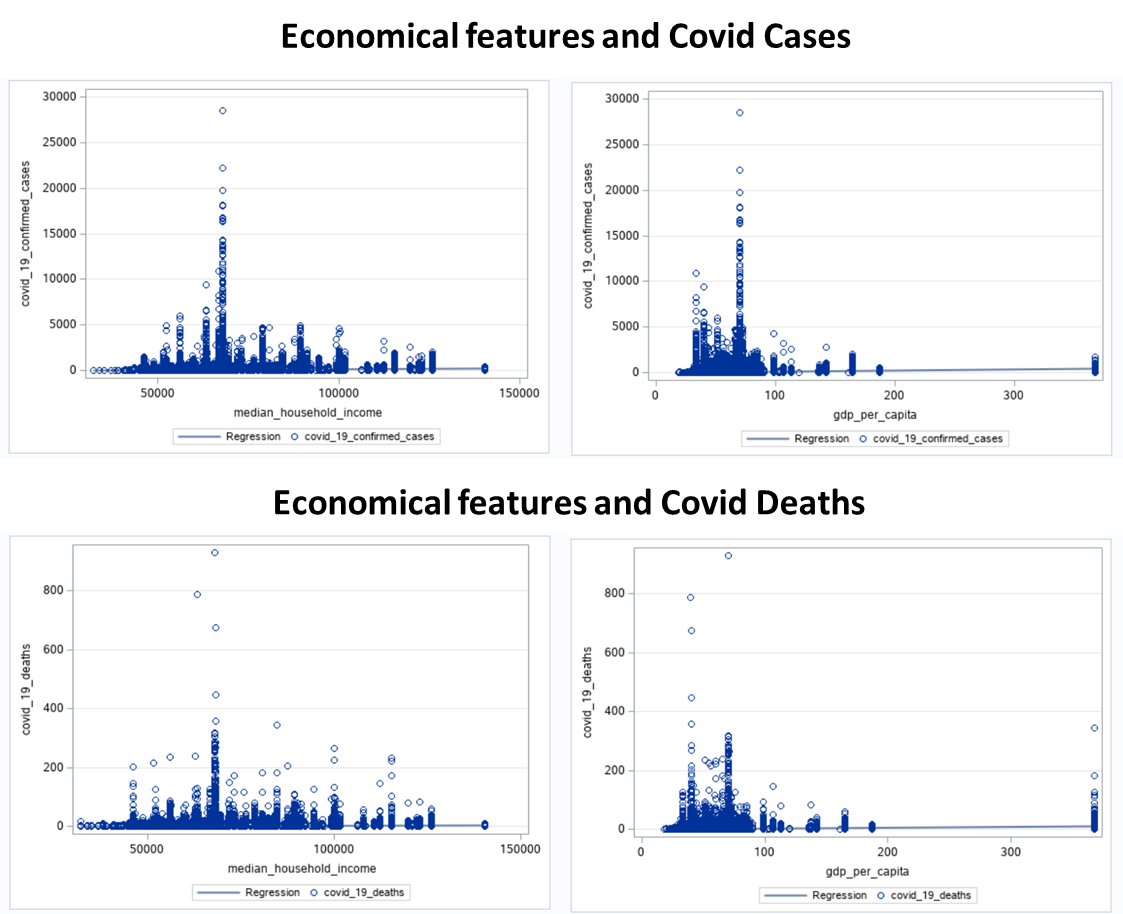 Economical features and Covid Cases
30000
25000
20000
15000
10000
5000
0
covid_19_confirmed_cases
50000 100000 150000
median_household_income
Regression covid_19_confirmed_cases
30000
25000
20000
15000
10000
5000
0
covid_19_confirmed_cases
0 100 200 300
gdp_per_capita
Regression covid_19_confirmed_cases
Economical features and Covid Deaths
800
600
400
200
0
covid_19_deaths
50000 100000 150000
median_household_income
Regression covid_19_deaths
800
600
400
200
0
covid_19_deaths
0 100 200 300
gdp_per_capita
Regression covid_19_deaths